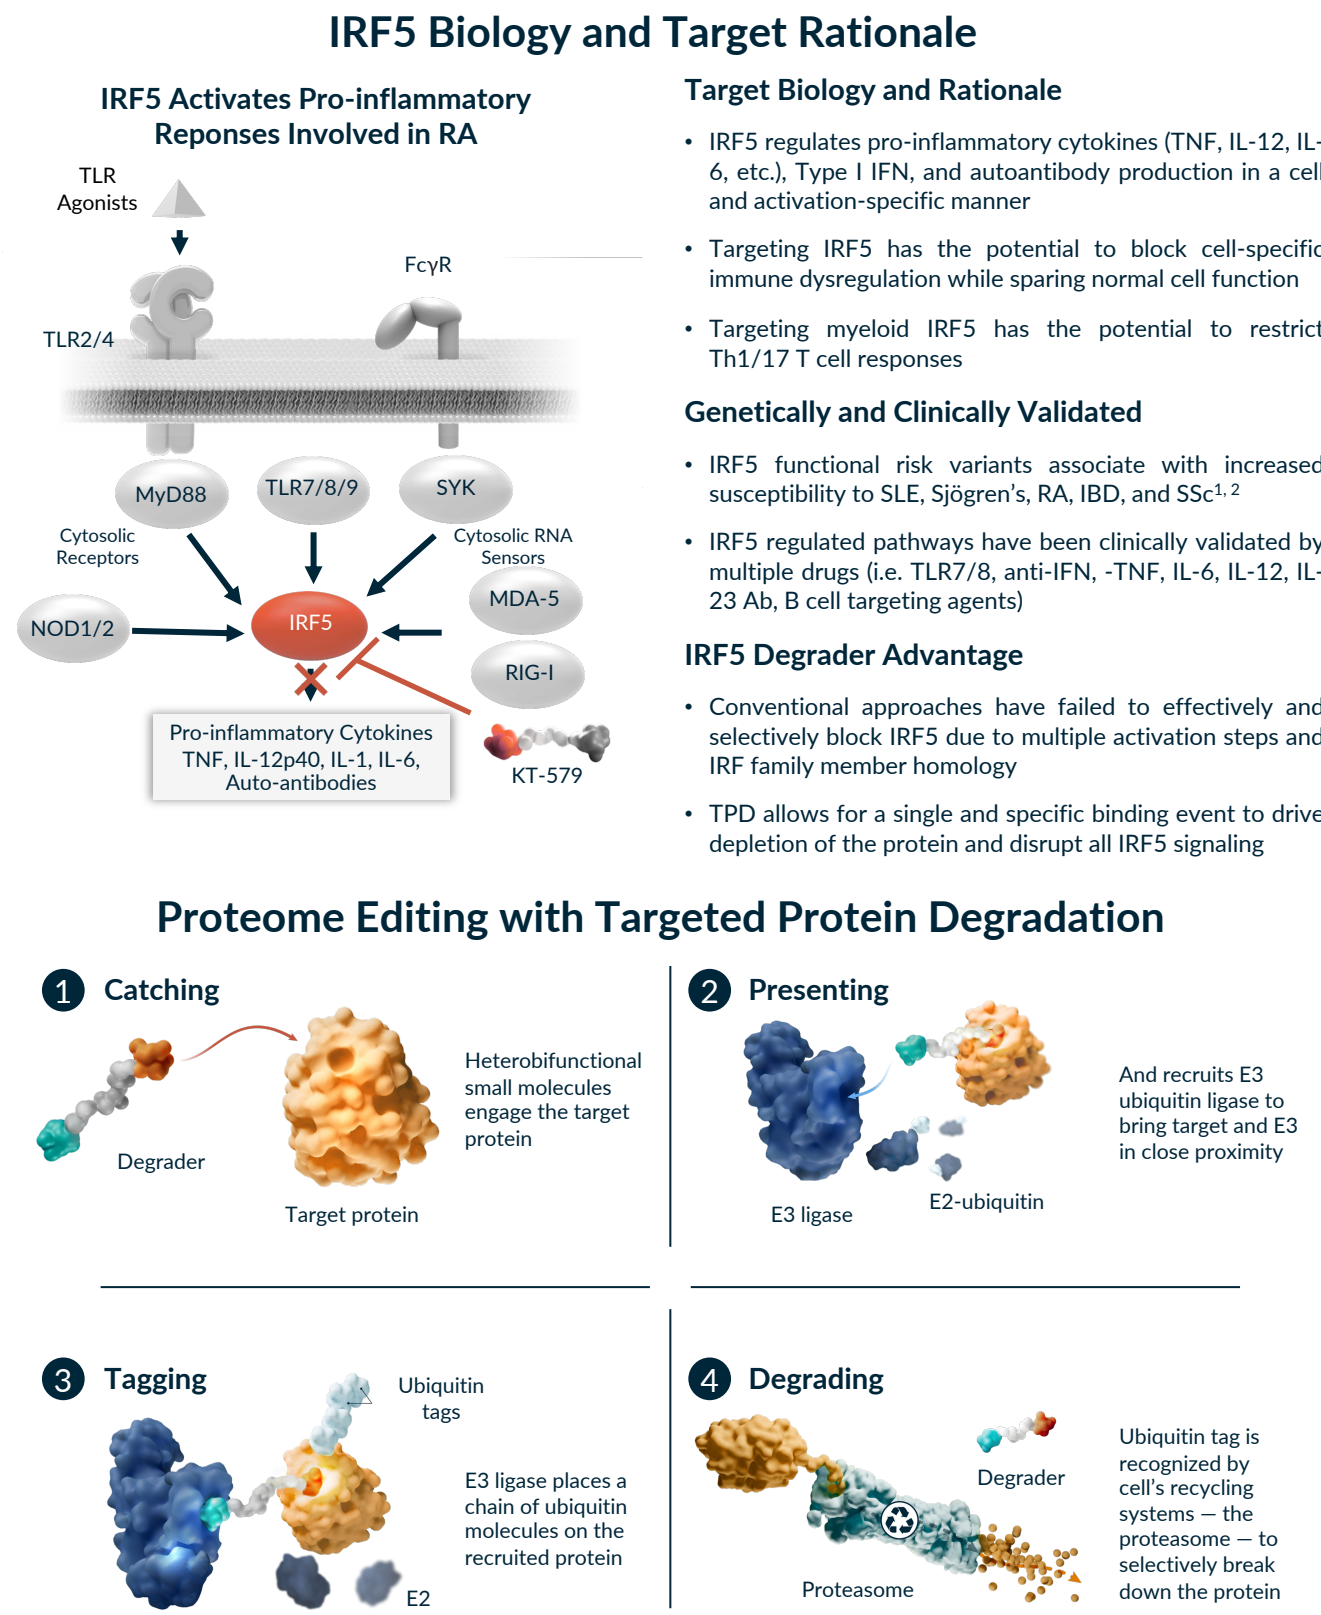 IRF5 Biology and Target Rationale
IRF5 Activates Pro-inflammatory
Reponses Involved in RA
TLR
Agonists
FcγR
TLR2/4
MyD88
TLR7/8/9
SYK
Cytosolic
Receptors
Cytosolic RNA
Sensors
MDA-5
NOD1/2
IRF5
RIG-I
Pro-inflammatory Cytokines
TNF, IL-12p40, IL-1, IL-6,
Auto-antibodies
KT-579
Target Biology and Rationale
• IRF5 regulates pro-inflammatory cytokines (TNF, IL-12, IL-
6, etc.), Type I IFN, and autoantibody production in a cell
and activation-specific manner
• Targeting IRF5 has the potential to block cell-specific
immune dysregulation while sparing normal cell function
• Targeting myeloid IRF5 has the potential to restrict
Th1/17 T cell responses
Genetically and Clinically Validated
• IRF5 functional risk variants associate with increased
susceptibility to SLE, Sjögren’s, RA, IBD, and SSc1, 2
• IRF5 regulated pathways have been clinically validated by
multiple drugs (i.e. TLR7/8, anti-IFN, -TNF, IL-6, IL-12, IL-
23 Ab, B cell targeting agents)
IRF5 Degrader Advantage
• Conventional approaches have failed to effectively and
selectively block IRF5 due to multiple activation steps and
IRF family member homology
• TPD allows for a single and specific binding event to drive
depletion of the protein and disrupt all IRF5 signaling
Proteome Editing with Targeted Protein Degradation
1 Catching
Heterobifunctional
small molecules
engage the target
protein
Degrader
Target protein
2 Presenting
And recruits E3
ubiquitin ligase to
bring target and E3
in close proximity
E2-ubiquitin
E3 ligase
3 Tagging
Ubiquitin
tags
E3 ligase places a
chain of ubiquitin
molecules on the
recruited protein
E2
4 Degrading
Degrader
Ubiquitin tag is
recognized by
cell’s recycling
systems — the
proteasome — to
selectively break
down the protein
Proteasome